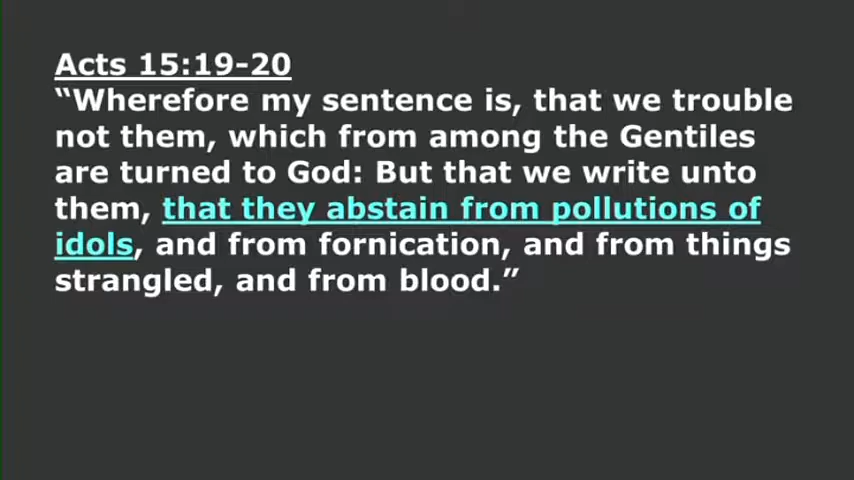 Acts 15:19-20
“Wherefore my sentence is, that we trouble
not them, which from among the Gentiles
are turned to God: But that we write unto
them, that they abstain from pollutions of
idols, and from fornication, and from things
strangled, and from blood.”